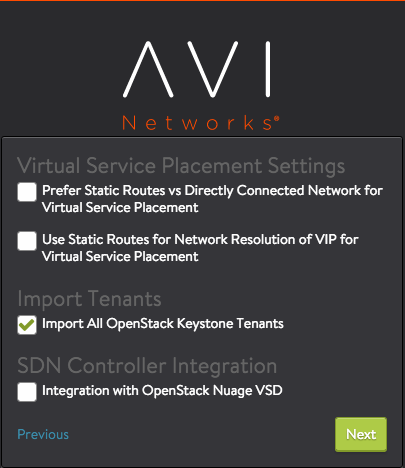 AVI
Networks®
Virtual Service Placement Settings
Prefer Static Routes vs Directly Connected Network for
Virtual Service Placement
Use Static Routes for Network Resolution of VIP for
Virtual Service Placement
Import Tenants
Import All OpenStack Keystone Tenants
SDN Controller Integration
Integration with OpenStack Nuage VSD
Previous
Next